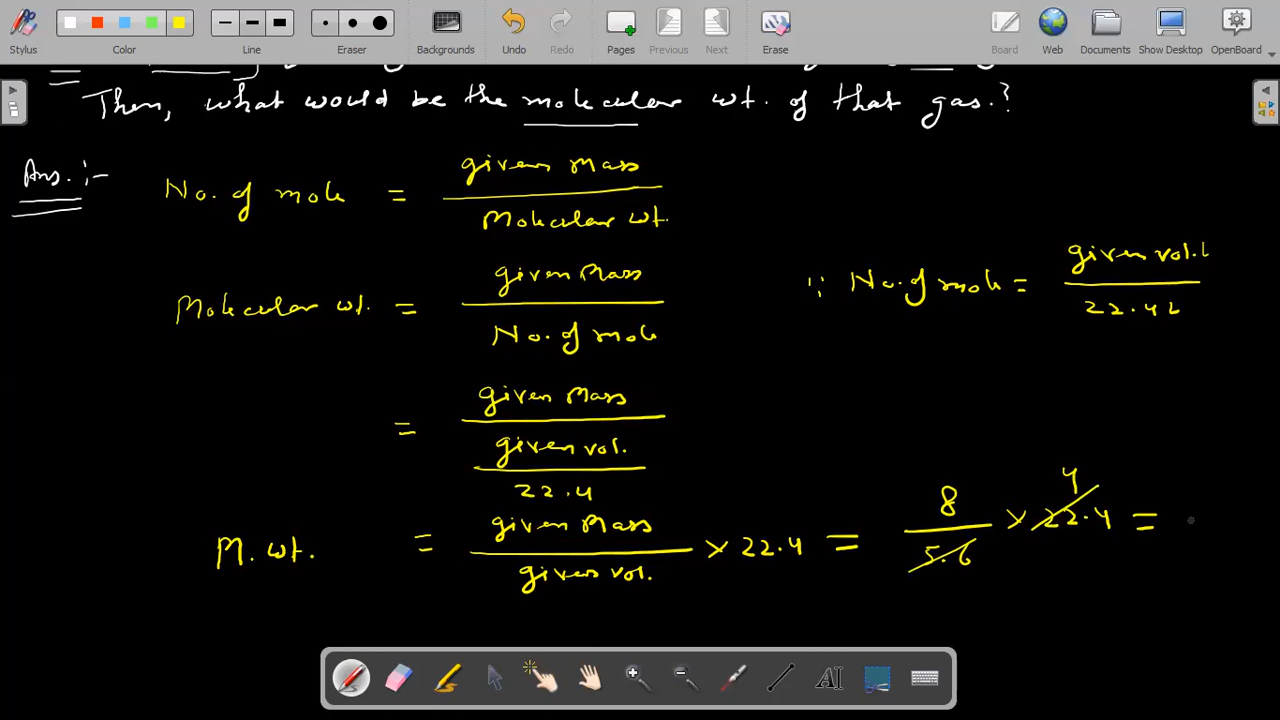 Stylus Color Line Eraser Backgrounds Undo Redo Pages Previous Next Erase Board Web Documents Show Desktop OpenBoard
Then, what would be the molecular wt. of that gas.?
Ans. :-
No. of mole = given Mass / Molecular wt.
Molecular wt. = given Mass / No. of mole
∵ No. of mole = given vol. L / 22.4 L
= given Mass / given vol. / 22.4
M. wt. = given Mass / given vol. × 22.4 = 8 / 5.6 × 22.4 =
4